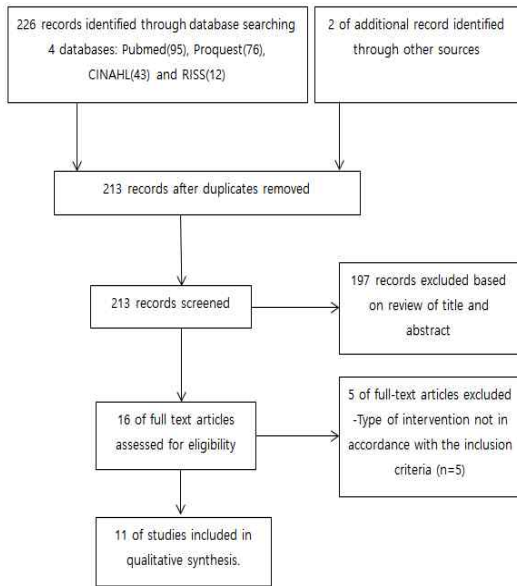 226 records identified through database searching
4 databases: Pubmed(95), Proquest(76),
CINAHL(43) and RISS(12)
2 of additional record identified
through other sources
213 records after duplicates removed
213 records screened
197 records excluded based
on review of title and
abstract
16 of full text articles
assessed for eligibility
5 of full-text articles excluded
-Type of intervention not in
accordance with the inclusion
criteria (n=5)
11 of studies included in
qualitative synthesis.